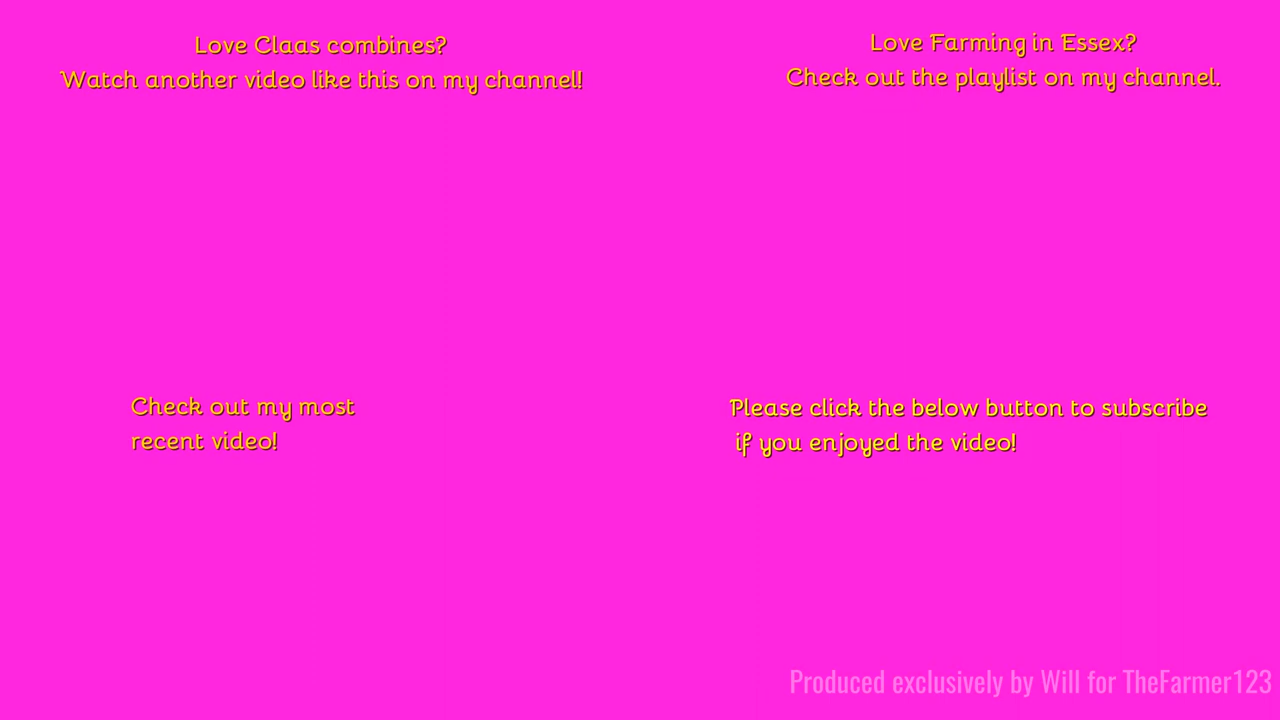 Love Claas combines?
Watch another video like this on my channel!
Love Farming in Essex?
Check out the playlist on my channel.
Check out my most
recent video!
Please click the below button to subscribe
if you enjoyed the video!
Produced exclusively by Will for TheFarmer123